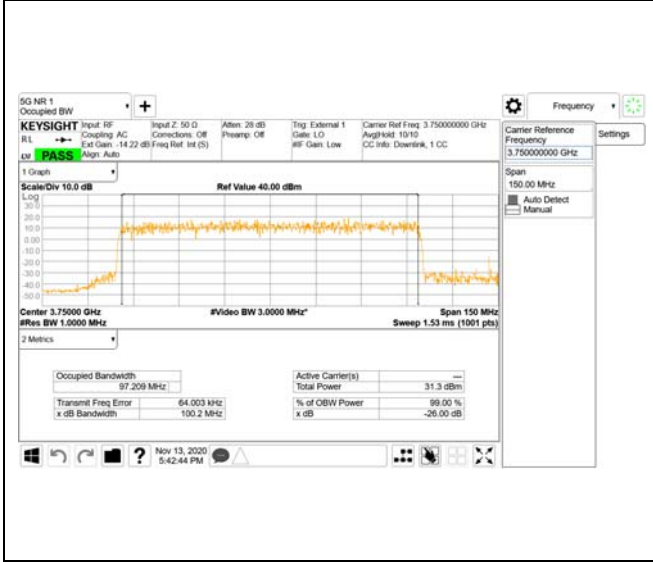 5G NR 1
Occupied BW
Frequency
KEYSIGHT
R L
LW
PASS
Input: RF
Coupling: AC
Ext Gain: -14.22 dB
Align: Auto
Input Z: 50 Ω
Corrections: Off
Freq Ref: Int (S)
Atten: 28 dB
Preamp: Off
Trig: External 1
Gate: LO
#IF Gain: Low
Carrier Ref Freq: 3.750000000 GHz
Avg|Hold: 10/10
CC Info: Downlink, 1 CC
Carrier Reference
Frequency
3.750000000 GHz
Settings
Span
150.00 MHz
Auto Detect
Manual
1 Graph
Scale/Div 10.0 dB
Ref Value 40.00 dBm
Log
30.0
20.0
10.0
0.00
-10.0
-20.0
-30.0
-40.0
-50.0
Center 3.75000 GHz
#Video BW 3.0000 MHz*
Span 150 MHz
#Res BW 1.0000 MHz
Sweep 1.53 ms (1001 pts)
2 Metrics
Occupied Bandwidth
97.209 MHz
Active Carrier(s)
---
Total Power
31.3 dBm
Transmit Freq Error
64.003 kHz
% of OBW Power
99.00 %
x dB Bandwidth
100.2 MHz
x dB
-26.00 dB
?
Nov 13, 2020
5:42:44 PM